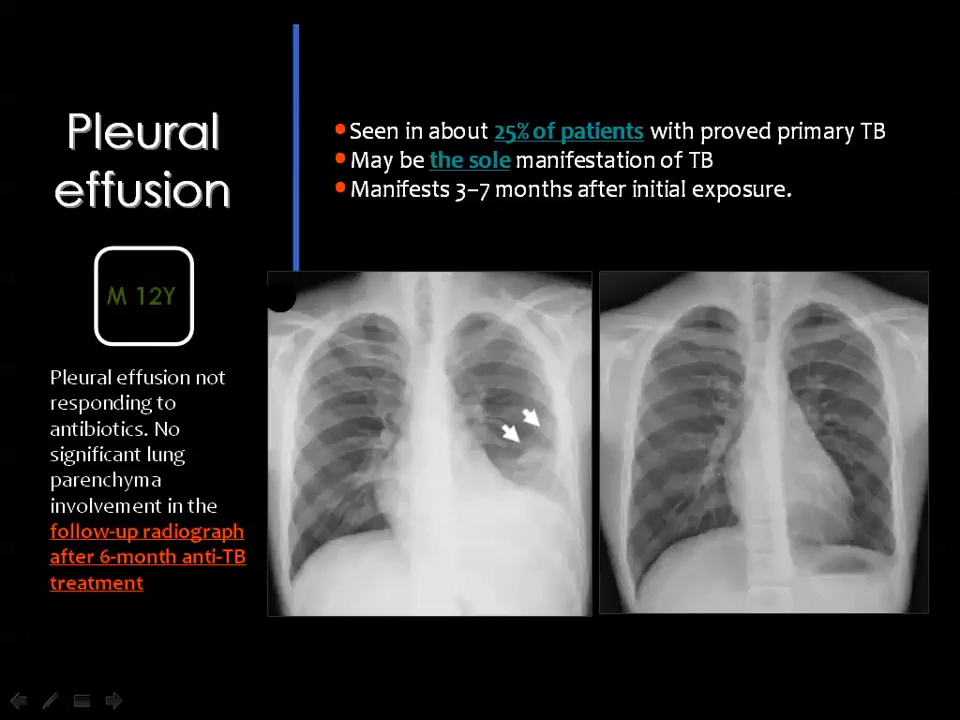 Pleural
effusion
• Seen in about 25% of patients with proved primary TB
• May be the sole manifestation of TB
• Manifests 3–7 months after initial exposure.
M 12Y
Pleural effusion not
responding to
antibiotics. No
significant lung
parenchyma
involvement in the
follow-up radiograph
after 6-month anti-TB
treatment